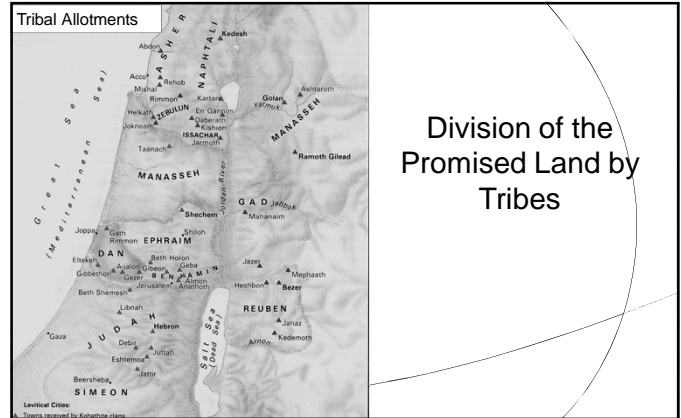 Tribal Allotments
Division of the
Promised Land by
Tribes
Great Sea
(Mediterranean Sea)
ASHER
NAPHTALI
Kedesh
Abdon
Acco
Rehob
Mishal
Rimmon
Kartan
Golan
Ashtaroth
Yarmuk
MANASSEH
Helkath
ZEBULUN
En Gannim
Daberath
Jokneam
Kishion
ISSACHAR
Jarmuth
Taanach
Ramoth Gilead
MANASSEH
Jordan River
GAD
Jabbok
Mahanaim
Shechem
Joppa
Gath
Rimmon
Shiloh
EPHRAIM
DAN
Beth Horon
Eltekeh
Aijalon
Gibeon
Geba
Jazer
Mephaath
Gibbethon
Gezer
BENJAMIN
Almon
Heshbon
Bezer
Jerusalem
Anathoth
Beth Shemesh
REUBEN
Libnah
JUDAH
Hebron
Salt Sea
(Dead Sea)
Jahaz
Gaza
Debir
Juttah
Arnon
Kedemoth
Eshtemoa
Jattir
Beersheba
SIMEON
Levitical Cities:
Towns received by Kohathite clans